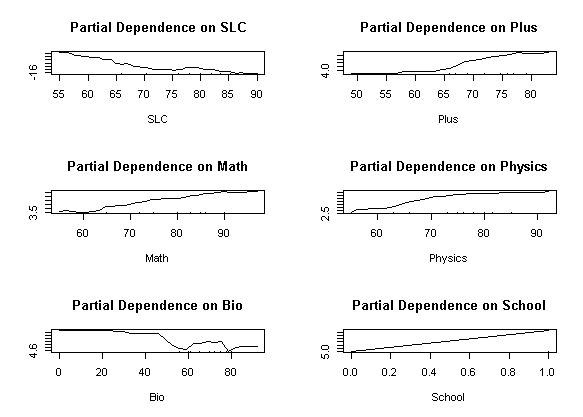 Partial Dependence on SLC
-16
55 60 65 70 75 80 85 90
SLC
Partial Dependence on Plus
4.0
50 55 60 65 70 75 80
Plus
Partial Dependence on Math
3.5
60 70 80 90
Math
Partial Dependence on Physics
2.5
60 70 80 90
Physics
Partial Dependence on Bio
4.6
0 20 40 60 80
Bio
Partial Dependence on School
5.0
0.0 0.2 0.4 0.6 0.8 1.0
School